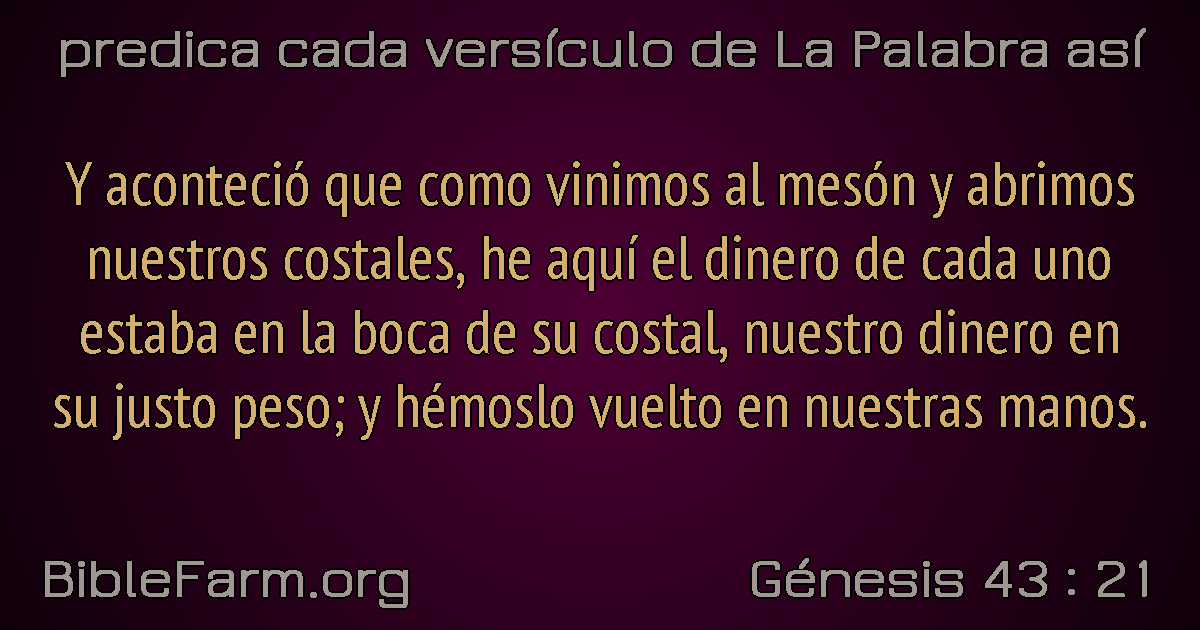 predica cada versículo de La Palabra así
Y aconteció que como vinimos al mesón y abrimos
nuestros costales, he aquí el dinero de cada uno
estaba en la boca de su costal, nuestro dinero en
su justo peso; y hémoslo vuelto en nuestras manos.
BibleFarm.org
Génesis 43 : 21